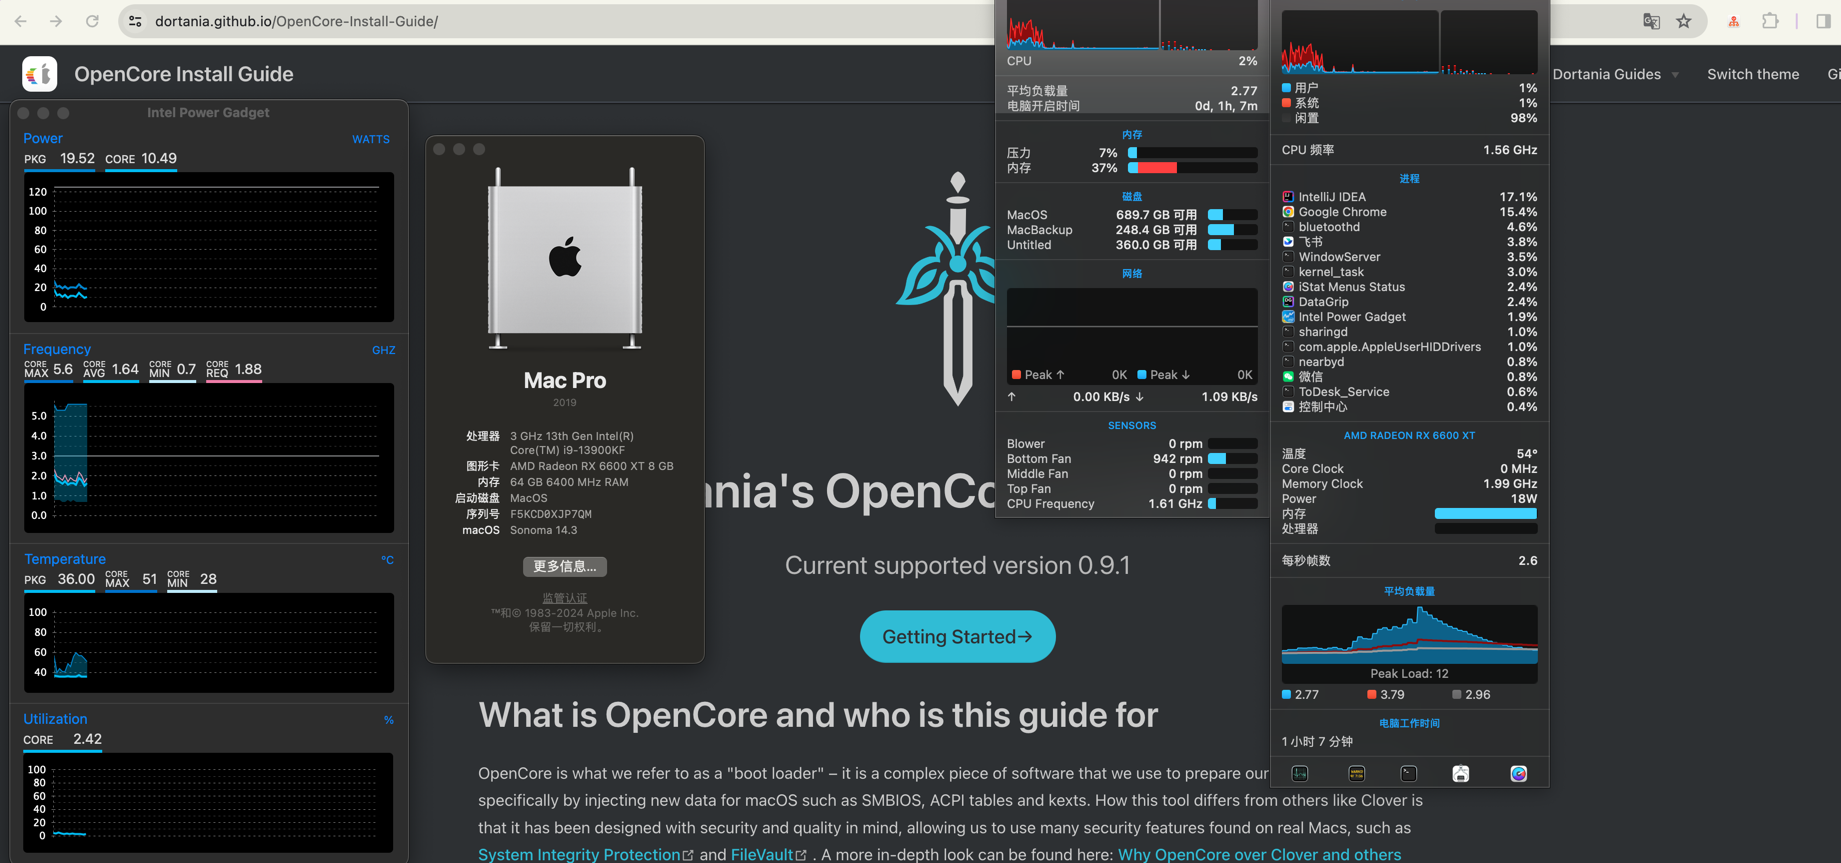 dortania.github.io/OpenCore-Install-Guide/
OpenCore Install Guide
Dortania Guides
Switch theme
Gi
Intel Power Gadget
Power
WATTS
PKG 19.52 CORE 10.49
120
100
80
60
40
20
0
Frequency
GHZ
CORE MAX 5.6 CORE AVG 1.64 CORE MIN 0.7 CORE REQ 1.88
5.0
4.0
3.0
2.0
1.0
0.0
Temperature
°C
PKG 36.00 CORE MAX 51 CORE MIN 28
100
80
60
40
Utilization
%
CORE 2.42
100
80
60
40
20
0
Mac Pro
2019
处理器 3 GHz 13th Gen Intel(R)
Core(TM) i9-13900KF
图形卡 AMD Radeon RX 6600 XT 8 GB
内存 64 GB 6400 MHz RAM
启动磁盘 MacOS
序列号 F5KCD0XJP7QM
macOS Sonoma 14.3
更多信息...
监管认证
™和© 1983-2024 Apple Inc.
保留一切权利。
CPU 2%
平均负载量 2.77
电脑开启时间 0d, 1h, 7m
内存
压力 7%
内存 37%
磁盘
MacOS 689.7 GB 可用
MacBackup 248.4 GB 可用
Untitled 360.0 GB 可用
网络
Peak ↑ 0K Peak ↓ 0K
↑ 0.00 KB/s ↓ 1.09 KB/s
SENSORS
Blower 0 rpm
Bottom Fan 942 rpm
Middle Fan 0 rpm
Top Fan 0 rpm
CPU Frequency 1.61 GHz
用户 1%
系统 1%
闲置 98%
CPU 频率 1.56 GHz
进程
IntelliJ IDEA 17.1%
Google Chrome 15.4%
bluetoothd 4.6%
飞书 3.8%
WindowServer 3.5%
kernel_task 3.0%
iStat Menus Status 2.4%
DataGrip 2.4%
Intel Power Gadget 1.9%
sharingd 1.0%
com.apple.AppleUserHIDDrivers 1.0%
nearbyd 0.8%
微信 0.8%
ToDesk_Service 0.6%
控制中心 0.4%
AMD RADEON RX 6600 XT
温度 54°
Core Clock 0 MHz
Memory Clock 1.99 GHz
Power 18W
内存
处理器
每秒帧数 2.6
平均负载量
Peak Load: 12
2.77 3.79 2.96
电脑工作时间
1 小时 7 分钟
ania's OpenCo
Current supported version 0.9.1
Getting Started→
What is OpenCore and who is this guide for
OpenCore is what we refer to as a "boot loader" – it is a complex piece of software that we use to prepare our
specifically by injecting new data for macOS such as SMBIOS, ACPI tables and kexts. How this tool differs from others like Clover is
that it has been designed with security and quality in mind, allowing us to use many security features found on real Macs, such as
System Integrity Protection and FileVault . A more in-depth look can be found here: Why OpenCore over Clover and others